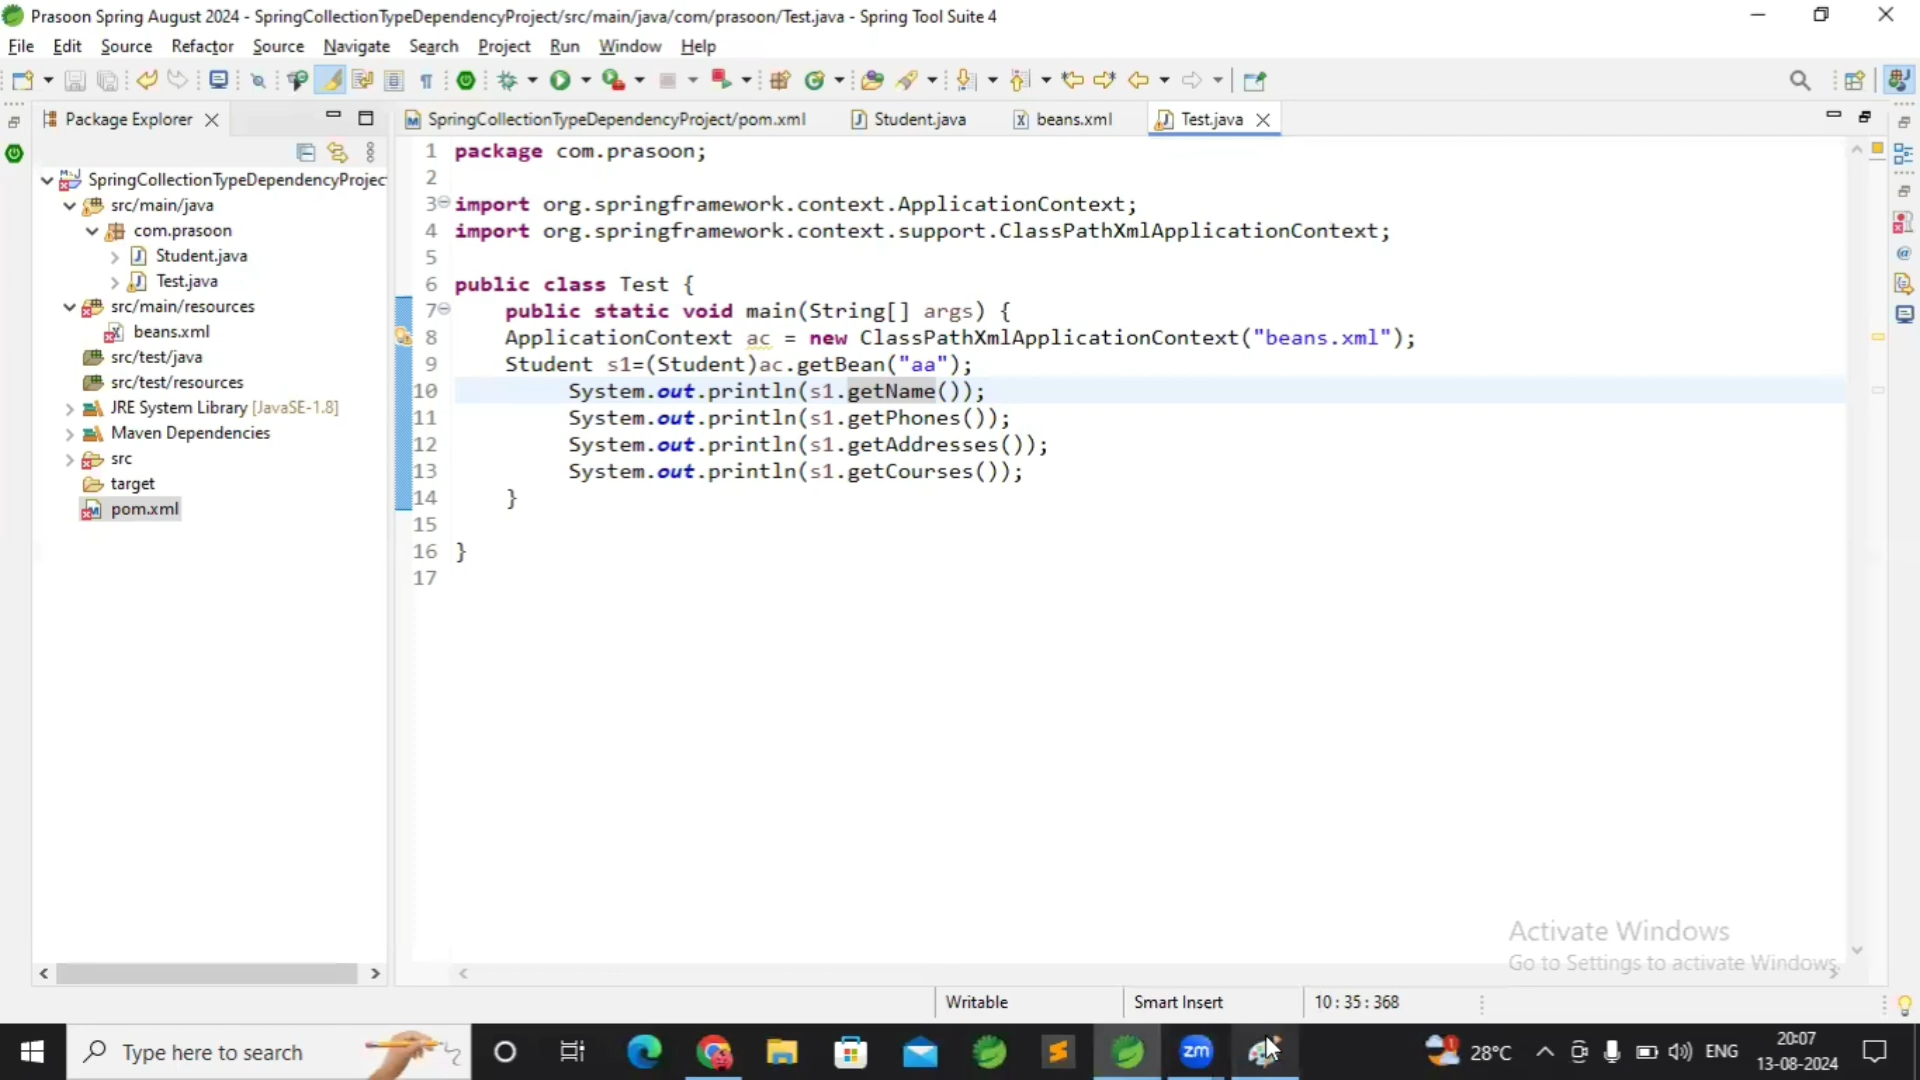 Prasoon Spring August 2024 - SpringCollectionTypeDependencyProject/src/main/java/com/prasoon/Test.java - Spring Tool Suite 4
File Edit Source Refactor Source Navigate Search Project Run Window Help
Package Explorer
SpringCollectionTypeDependencyProject/pom.xml Student.java beans.xml Test.java
SpringCollectionTypeDependencyProjec
src/main/java
com.prasoon
Student.java
Test.java
src/main/resources
beans.xml
src/test/java
src/test/resources
JRE System Library [JavaSE-1.8]
Maven Dependencies
src
target
pom.xml
1 package com.prasoon;
2
3 import org.springframework.context.ApplicationContext;
4 import org.springframework.context.support.ClassPathXmlApplicationContext;
5
6 public class Test {
7 public static void main(String[] args) {
8 ApplicationContext ac = new ClassPathXmlApplicationContext("beans.xml");
9 Student s1=(Student)ac.getBean("aa");
10 System.out.println(s1.getName());
11 System.out.println(s1.getPhones());
12 System.out.println(s1.getAddresses());
13 System.out.println(s1.getCourses());
14 }
15
16 }
17
Activate Windows
Go to Settings to activate Windows.
Writable Smart Insert 10 : 35 : 368
Type here to search
zm
28°C ENG
20:07
13-08-2024